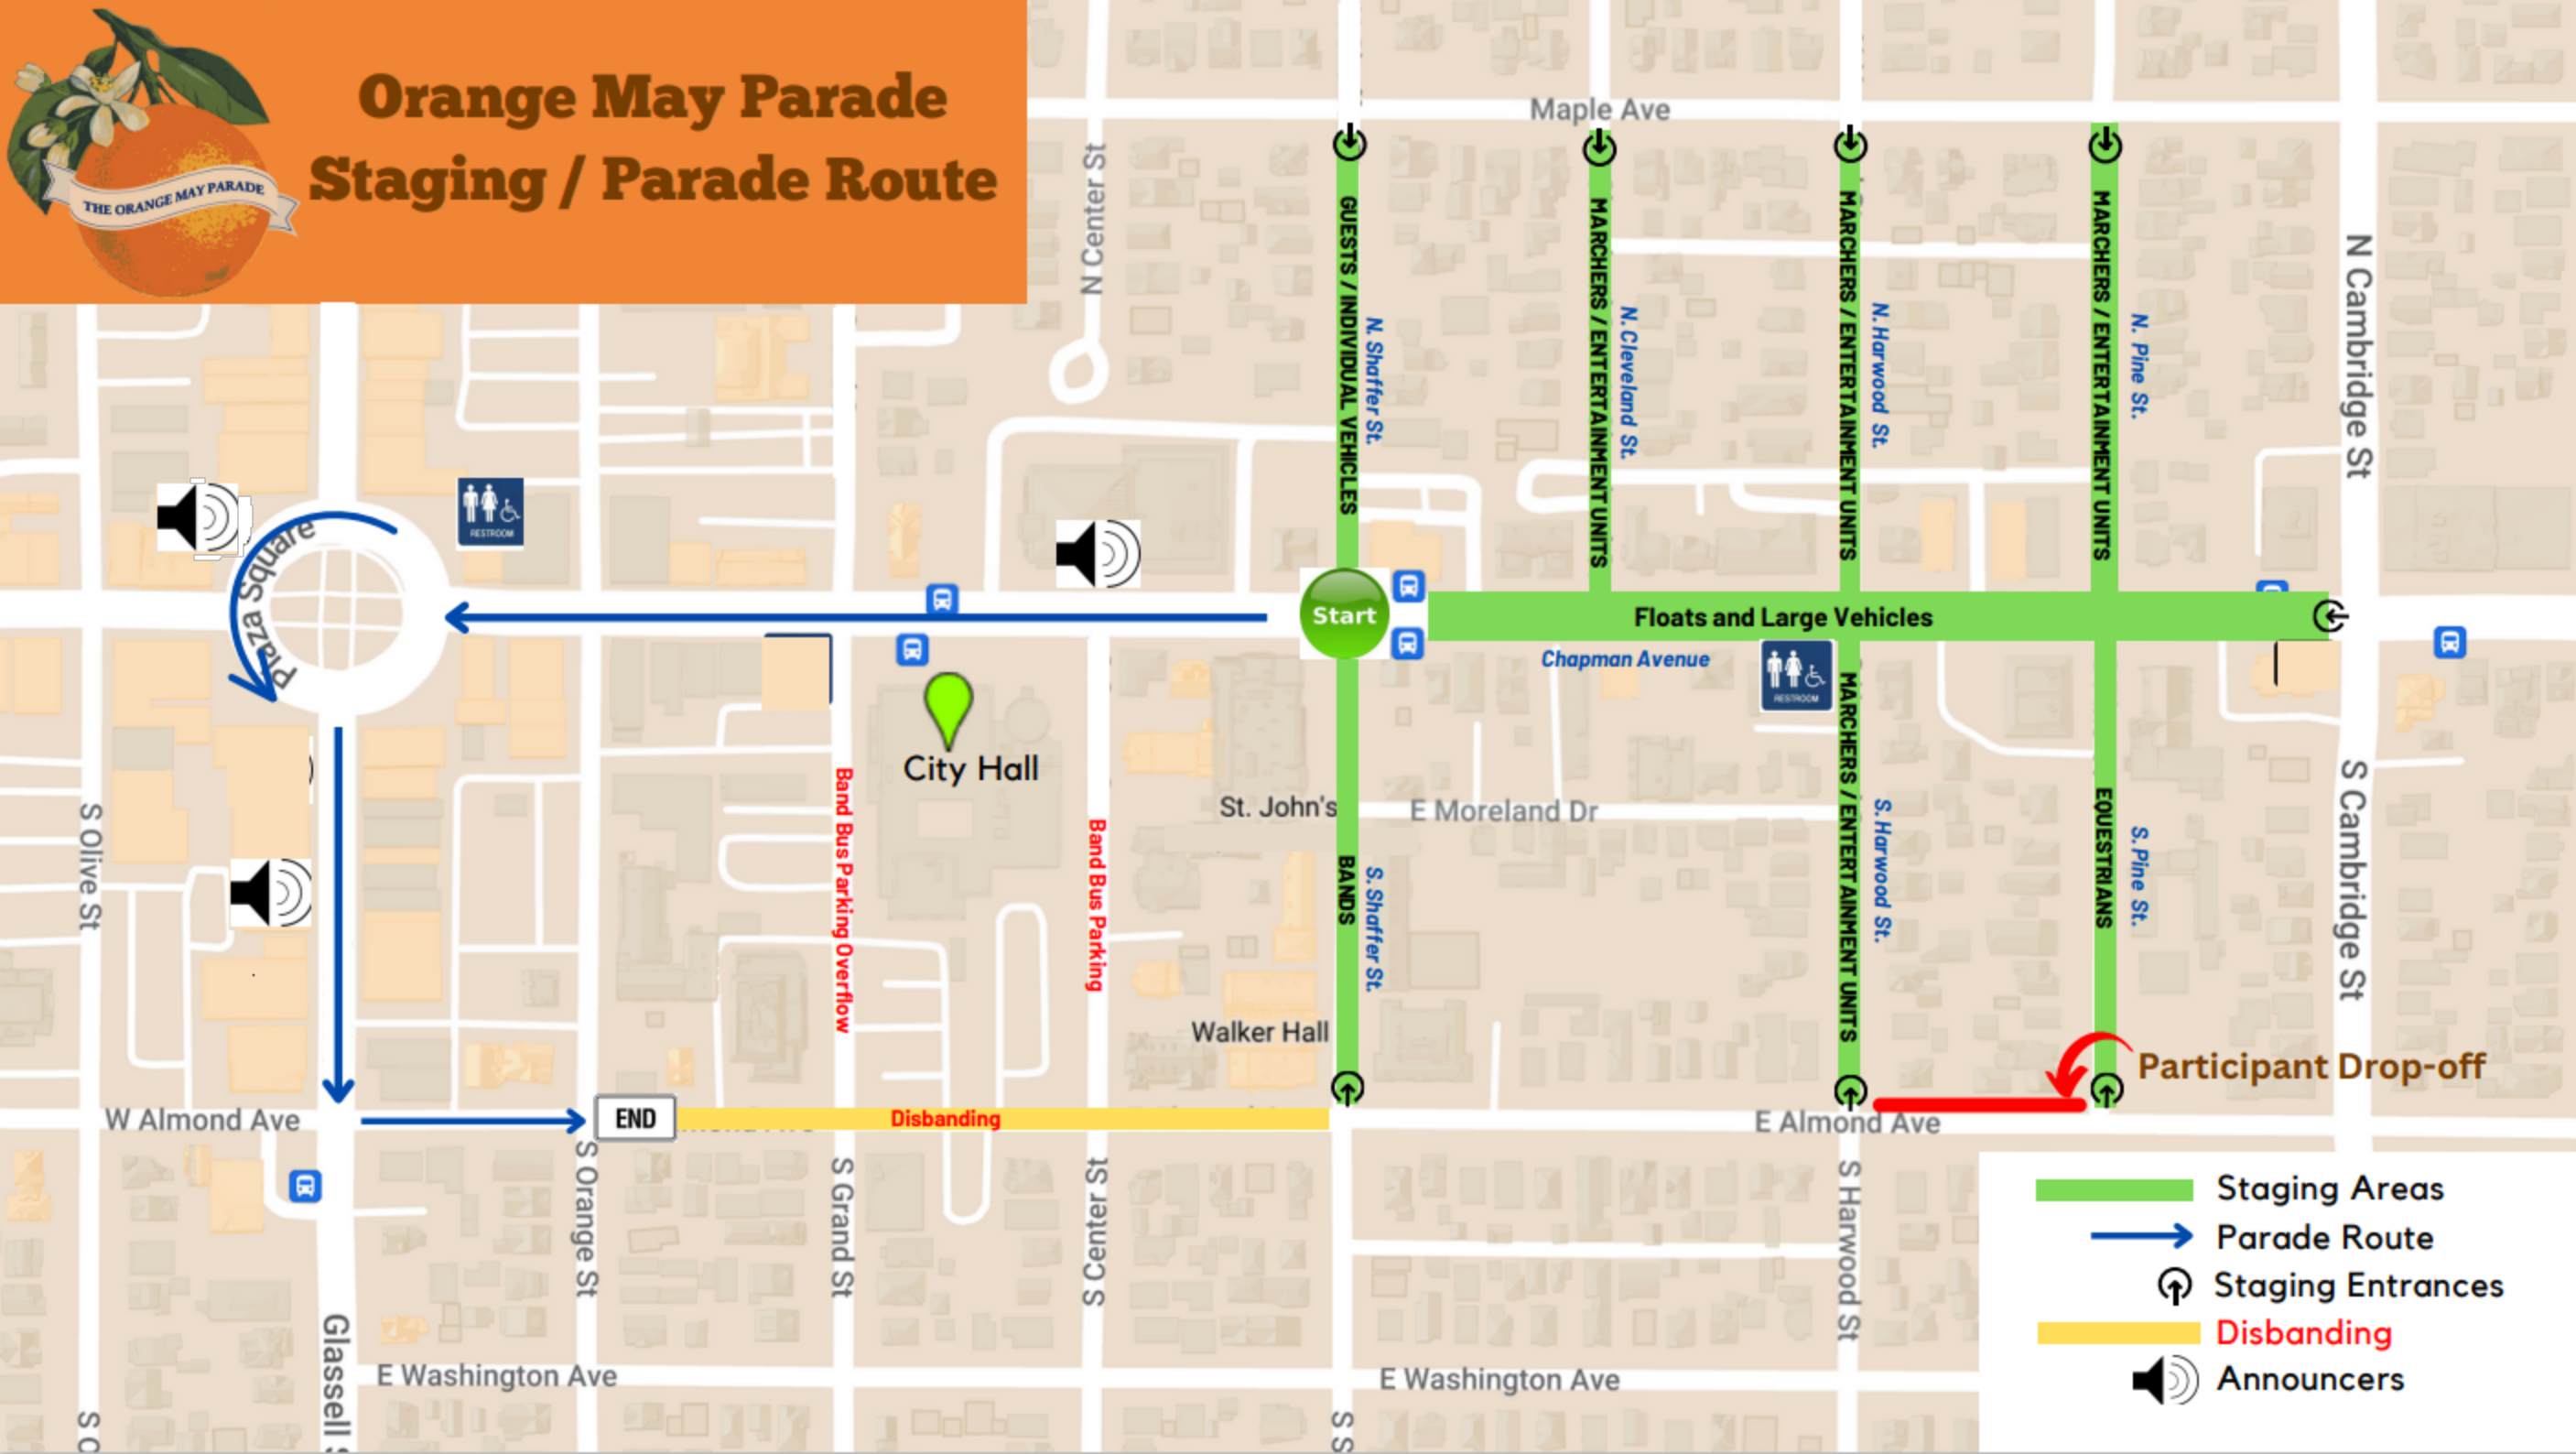 Orange May Parade
Staging / Parade Route
THE ORANGE MAY PARADE
Maple Ave
N Center St
GUESTS / INDIVIDUAL VEHICLES
N. Shaffer St.
MARCHERS / ENTERTAINMENT UNITS
N. Cleveland St.
MARCHERS / ENTERTAINMENT UNITS
N. Harwood St.
MARCHERS / ENTERTAINMENT UNITS
N. Pine St.
N Cambridge St
RESTROOM
Plaza Square
Start
Floats and Large Vehicles
Chapman Avenue
RESTROOM
City Hall
St. John's
E Moreland Dr
S Olive St
Band Bus Parking Overflow
Band Bus Parking
BANDS
S. Shaffer St.
MARCHERS / ENTERTAINMENT UNITS
S. Harwood St.
EQUESTRIANS
S. Pine St.
S Cambridge St
Walker Hall
Participant Drop-off
W Almond Ave
END
Disbanding
E Almond Ave
S Orange St
S Grand St
S Center St
S Harwood St
Glassell S
E Washington Ave
E Washington Ave
S O
S S
Staging Areas
Parade Route
Staging Entrances
Disbanding
Announcers